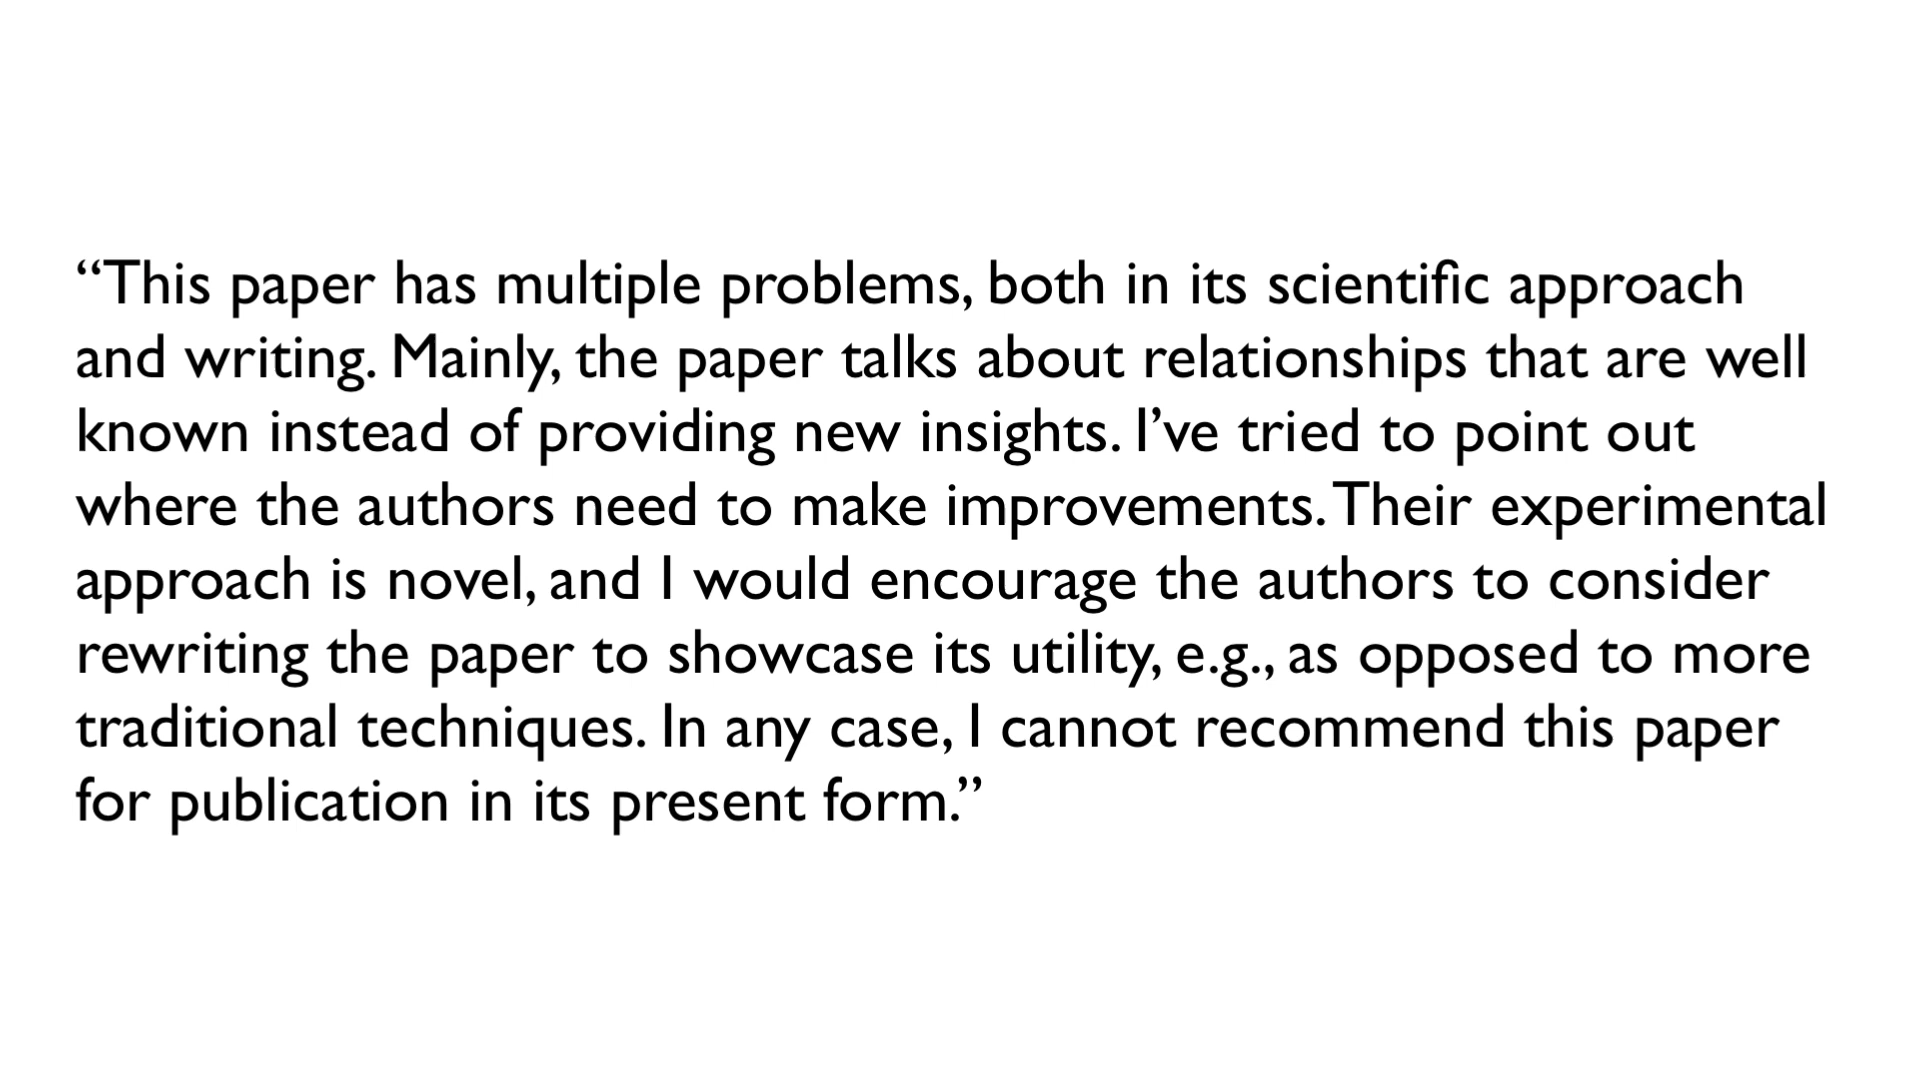 “This paper has multiple problems, both in its scientific approach
and writing. Mainly, the paper talks about relationships that are well
known instead of providing new insights. I’ve tried to point out
where the authors need to make improvements. Their experimental
approach is novel, and I would encourage the authors to consider
rewriting the paper to showcase its utility, e.g., as opposed to more
traditional techniques. In any case, I cannot recommend this paper
for publication in its present form.”